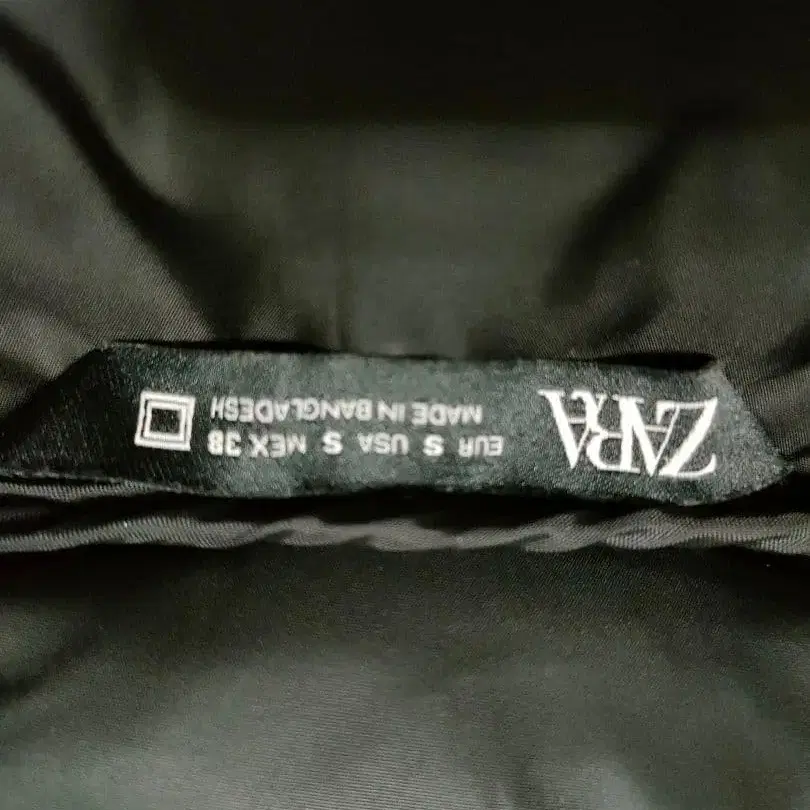 ZARA
EUR S USA S MEX 38
MADE IN BANGLADESH